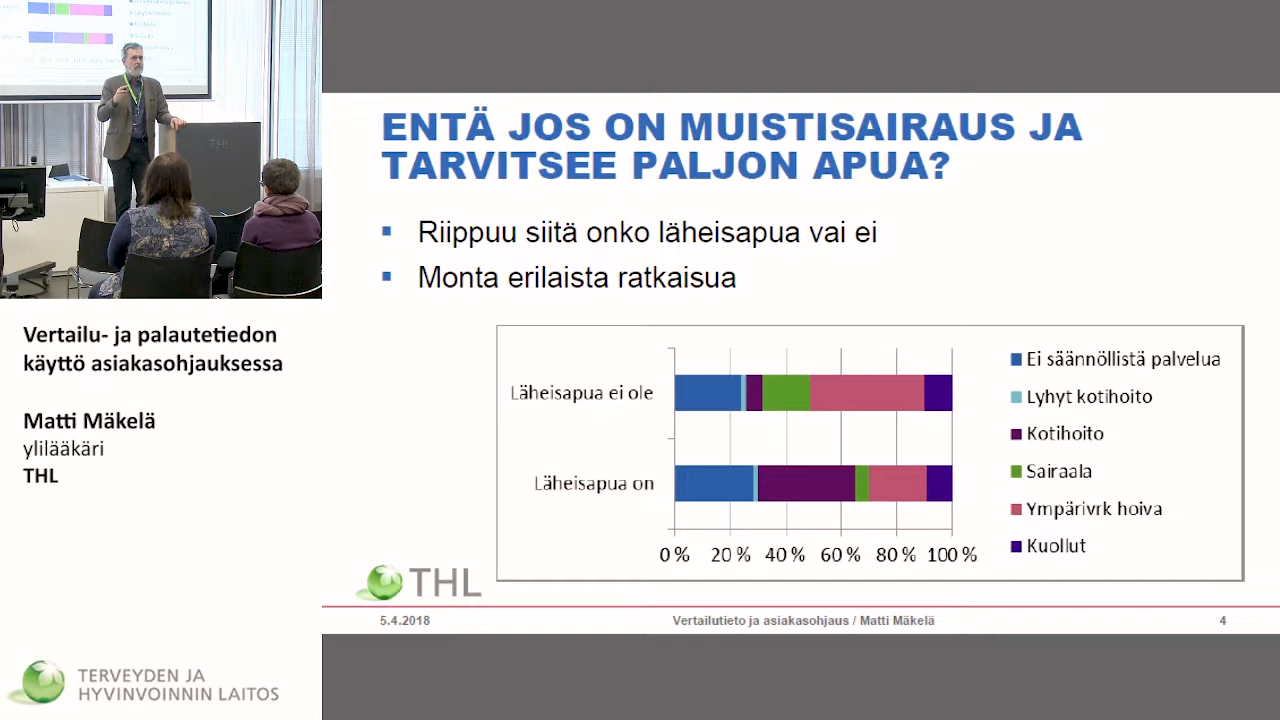 THL
Vertailu- ja palautetiedon
käyttö asiakasohjauksessa
Matti Mäkelä
ylilääkäri
THL
TERVEYDEN JA
HYVINVOINNIN LAITOS
ENTÄ JOS ON MUISTISAIRAUS JA
TARVITSEE PALJON APUA?
Riippuu siitä onko läheisapua vai ei
Monta erilaista ratkaisua
Läheisapua ei ole
Läheisapua on
0 % 20 % 40 % 60 % 80 % 100 %
Ei säännöllistä palvelua
Lyhyt kotihoito
Kotihoito
Sairaala
Ympärivrk hoiva
Kuollut
THL
5.4.2018 Vertailutieto ja asiakasohjaus / Matti Mäkelä 4